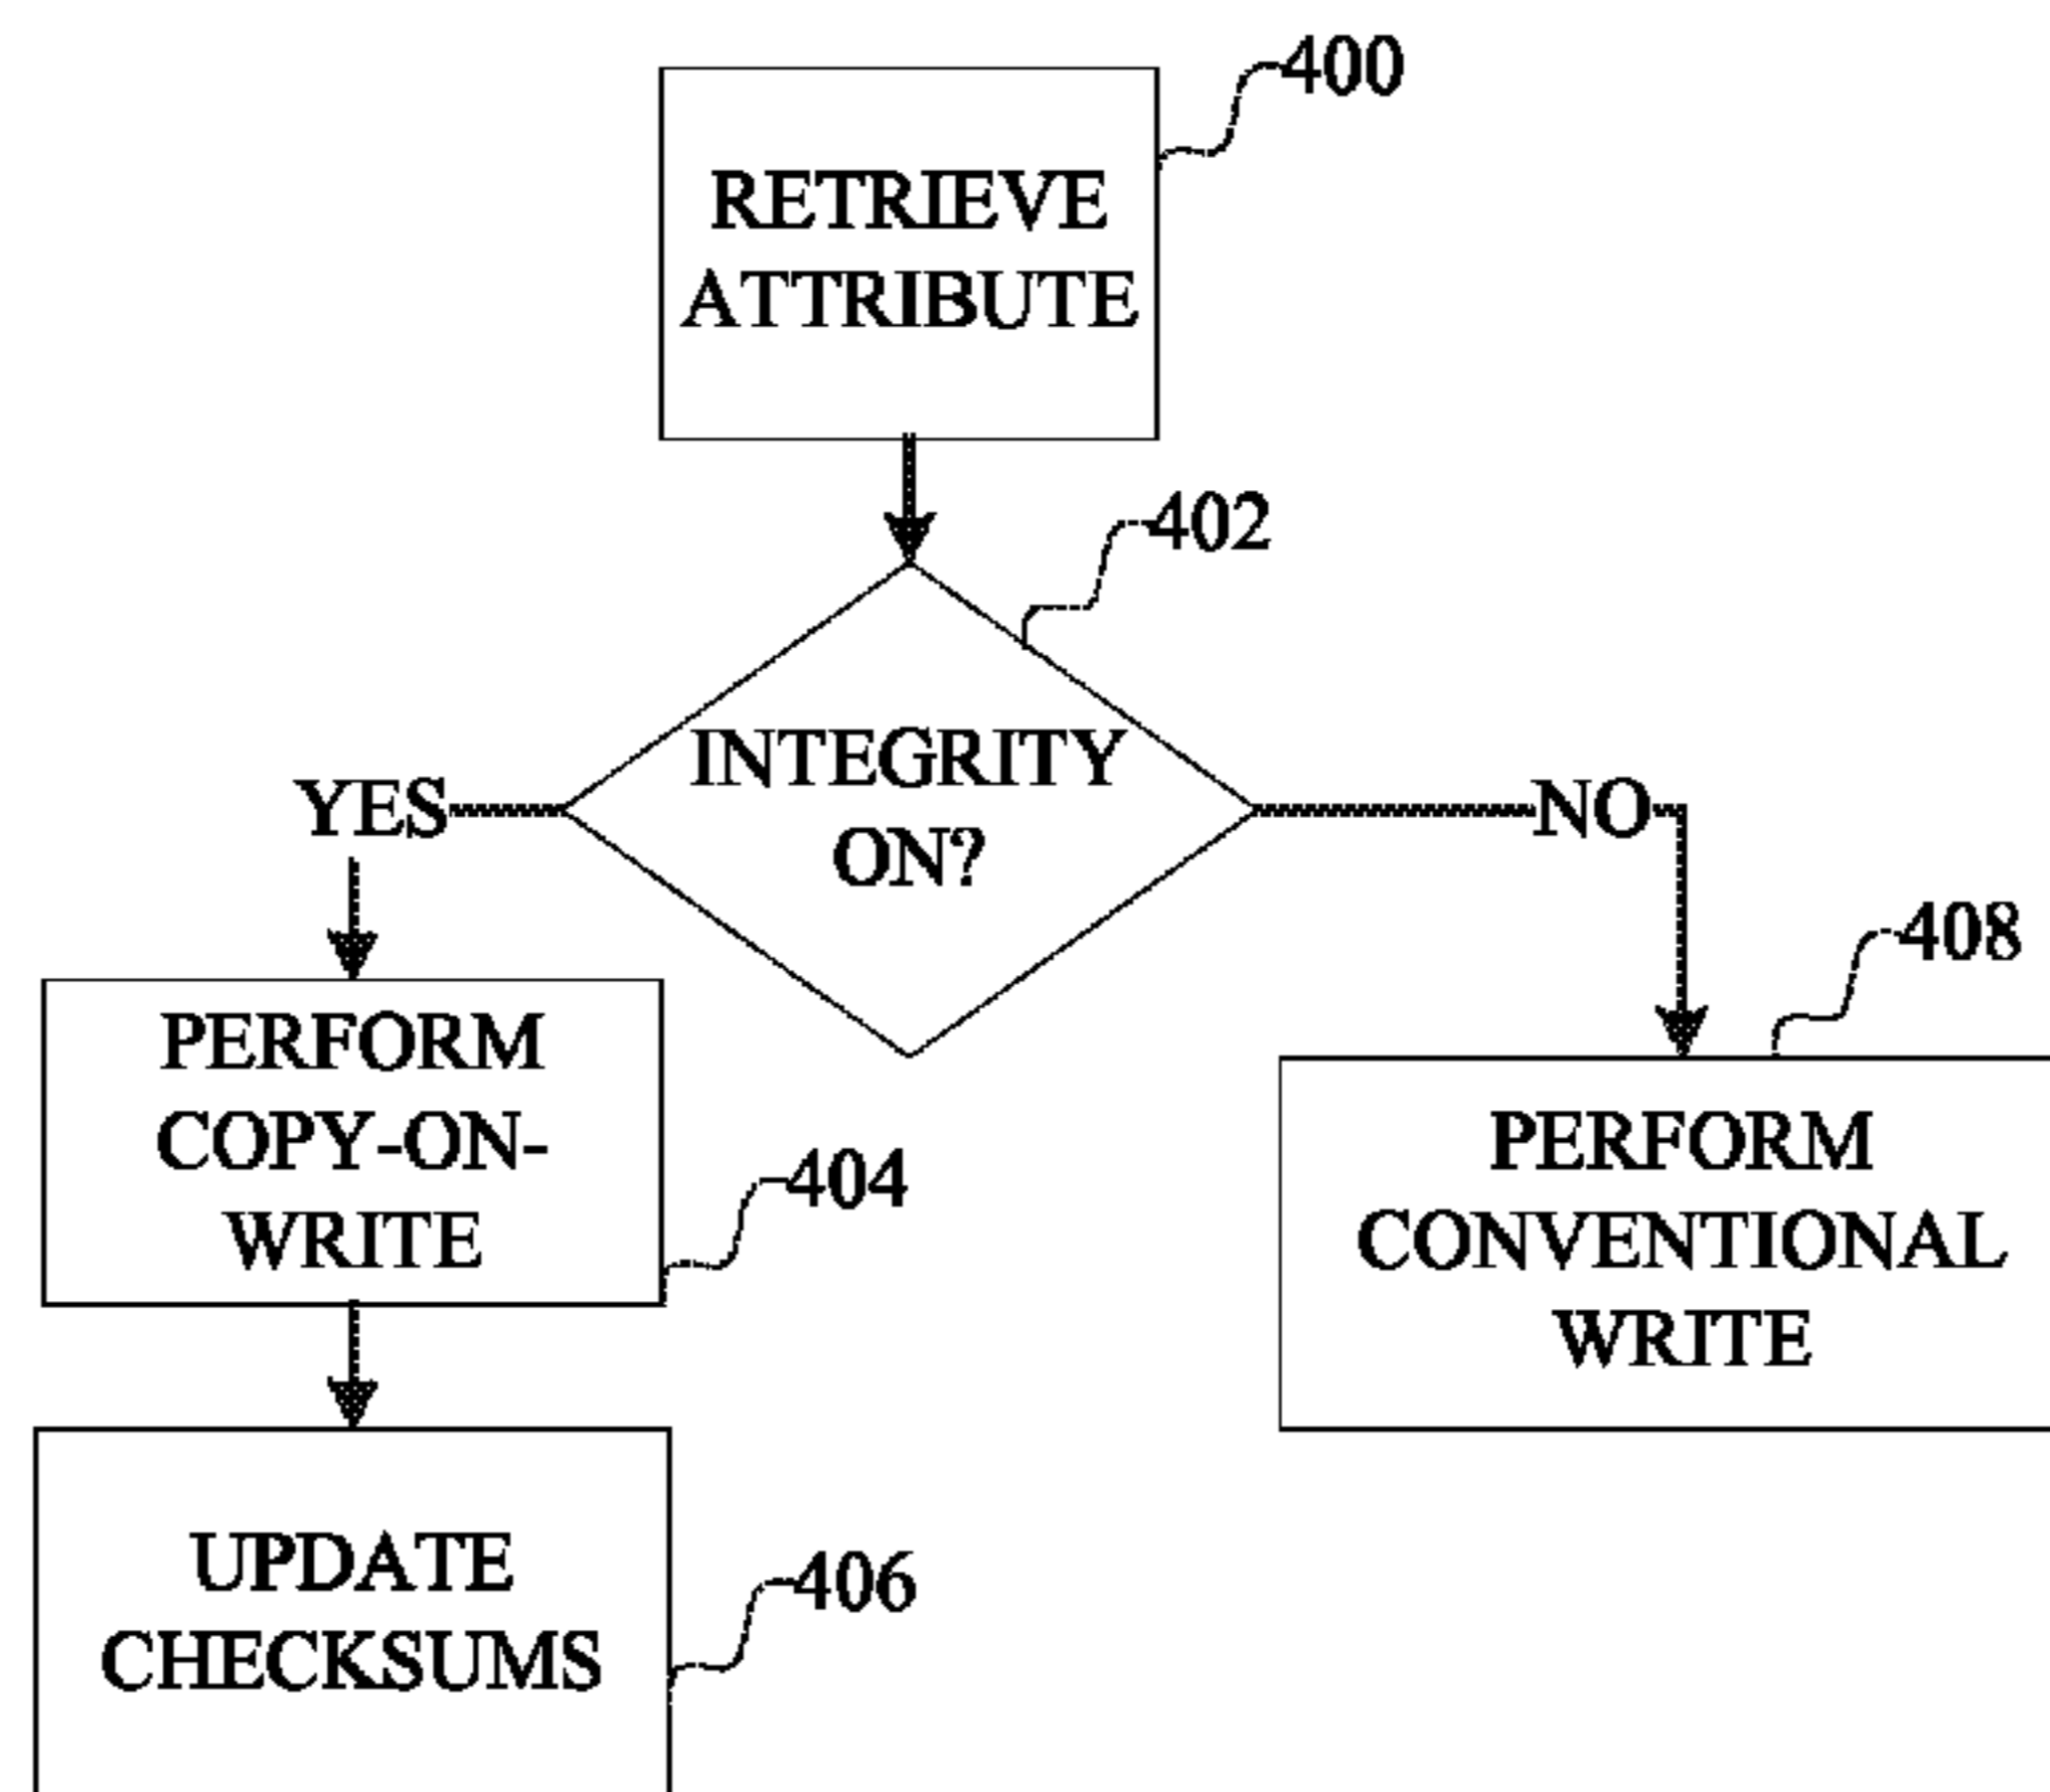 400
RETRIEVE
ATTRIBUTE
402
INTEGRITY
ON?
YES
NO
408
PERFORM
COPY-ON-
WRITE
404
PERFORM
CONVENTIONAL
WRITE
UPDATE
CHECKSUMS
406